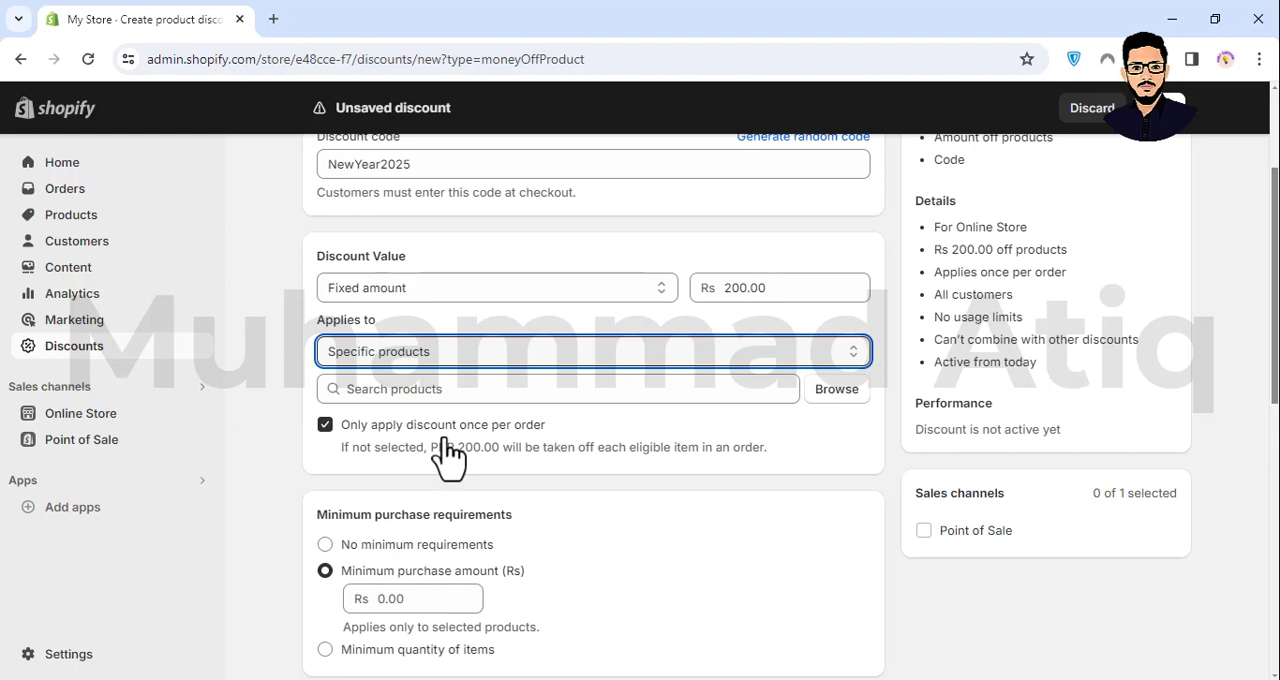 My Store · Create product disco
admin.shopify.com/store/e48cce-f7/discounts/new?type=moneyOffProduct
shopify
Unsaved discount
Discard
Home
Orders
Products
Customers
Content
Analytics
Marketing
Discounts
Sales channels
Online Store
Point of Sale
Apps
Add apps
Settings
Discount code
Generate random code
NewYear2025
Customers must enter this code at checkout.
Discount Value
Fixed amount
Rs 200.00
Applies to
Specific products
Search products
Browse
Only apply discount once per order
If not selected, 200.00 will be taken off each eligible item in an order.
Minimum purchase requirements
No minimum requirements
Minimum purchase amount (Rs)
Rs 0.00
Applies only to selected products.
Minimum quantity of items
Amount off products
Code
Details
For Online Store
Rs 200.00 off products
Applies once per order
All customers
No usage limits
Can't combine with other discounts
Active from today
Performance
Discount is not active yet
Sales channels
0 of 1 selected
Point of Sale
Muhammad Atiq